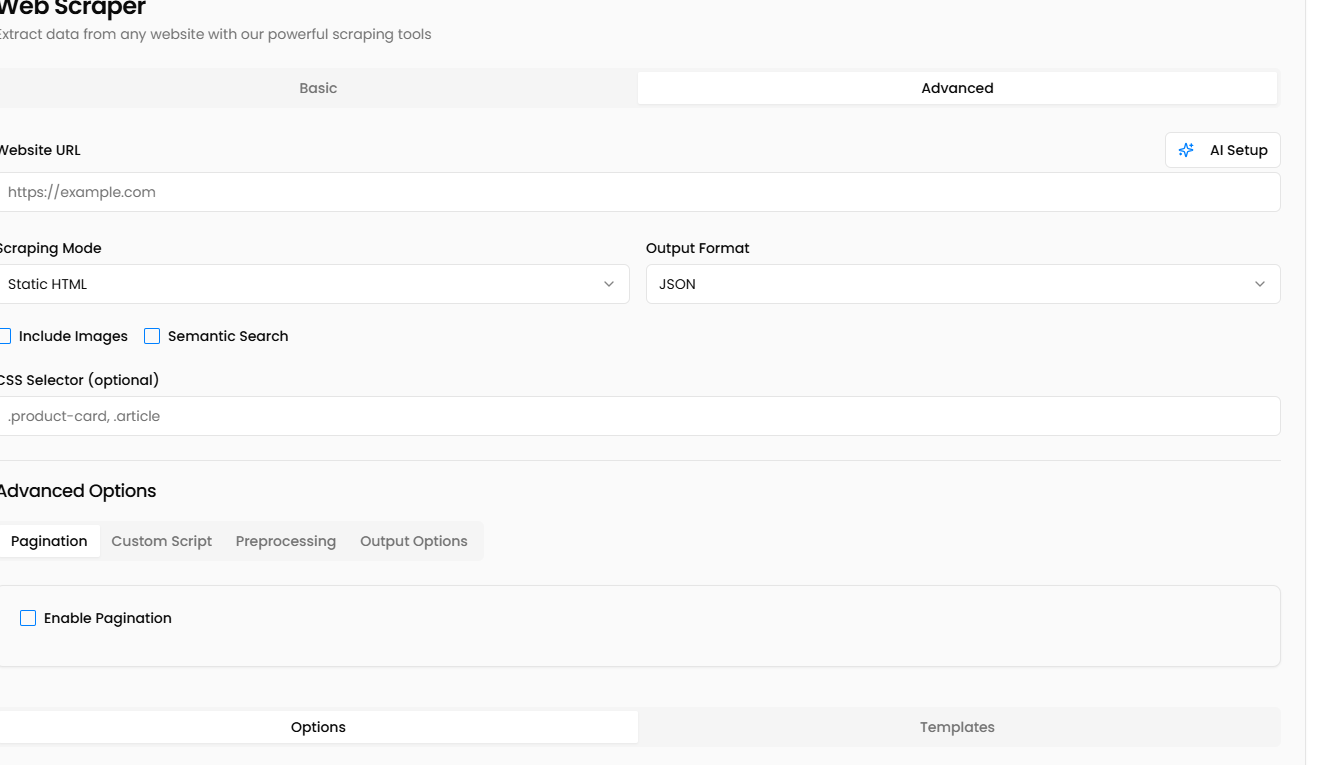 Web Scraper
Extract data from any website with our powerful scraping tools
Basic Advanced
Website URL AI Setup
https://example.com
Scraping Mode Output Format
Static HTML JSON
Include Images Semantic Search
CSS Selector (optional)
.product-card, .article
Advanced Options
Pagination Custom Script Preprocessing Output Options
Enable Pagination
Options Templates